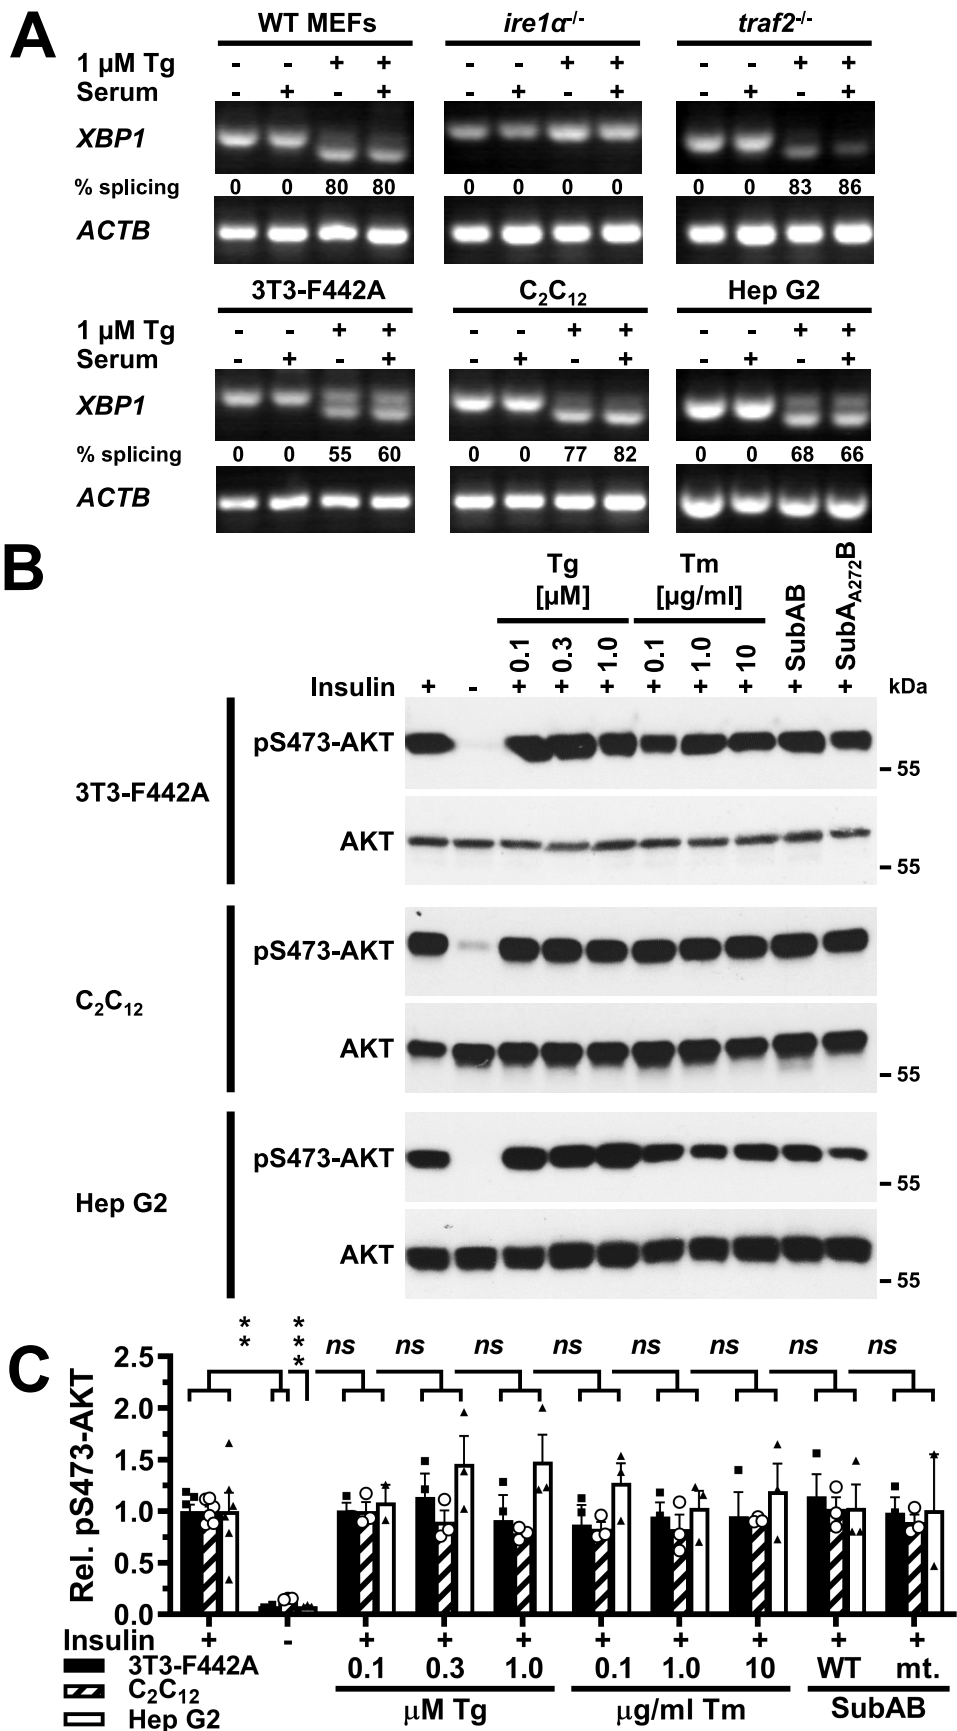 A
WT MEFs ire1α-/- traf2-/-
1 µM Tg - - + + - - + + - - + +
Serum - + - + - + - + - + - +
XBP1
% splicing 0 0 80 80 0 0 0 0 0 0 83 86
ACTB
3T3-F442A C2C12 Hep G2
1 µM Tg - - + + - - + + - - + +
Serum - + - + - + - + - + - +
XBP1
% splicing 0 0 55 60 0 0 77 82 0 0 68 66
ACTB
B
Tg Tm
[µM] [µg/ml]
0.1 0.3 1.0 0.1 1.0 10 SubAB SubAA272B
Insulin + - + + + + + + + + kDa
3T3-F442A
pS473-AKT
- 55
AKT
- 55
C2C12
pS473-AKT
AKT
- 55
Hep G2
pS473-AKT
- 55
AKT
- 55
C
** *** ns ns ns ns ns ns ns ns
Rel. pS473-AKT
2.5
2.0
1.5
1.0
0.5
0.0
Insulin + - + + + + + + + +
3T3-F442A 0.1 0.3 1.0 0.1 1.0 10 WT mt.
C2C12
Hep G2
µM Tg µg/ml Tm SubAB